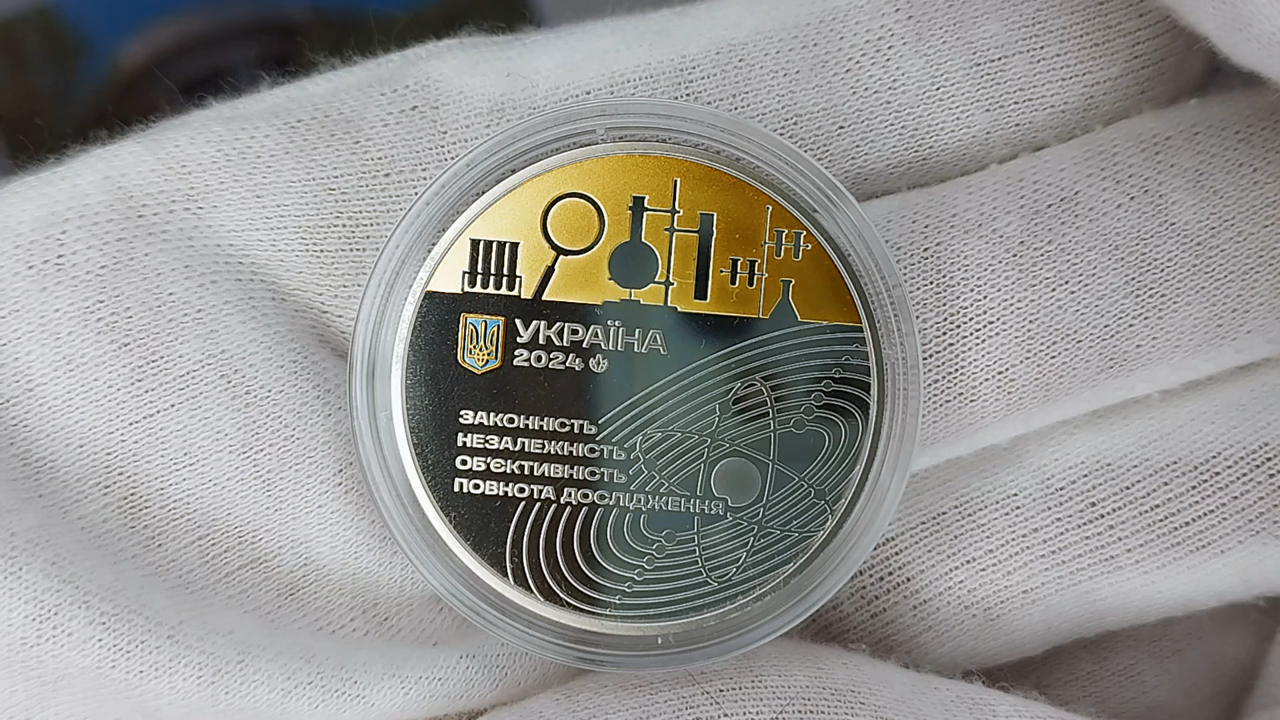 УКРАЇНА
2024
ЗАКОННІСТЬ
НЕЗАЛЕЖНІСТЬ
ОБ'ЄКТИВНІСТЬ
ПОВНОТА ДОСЛІДЖЕННЯ